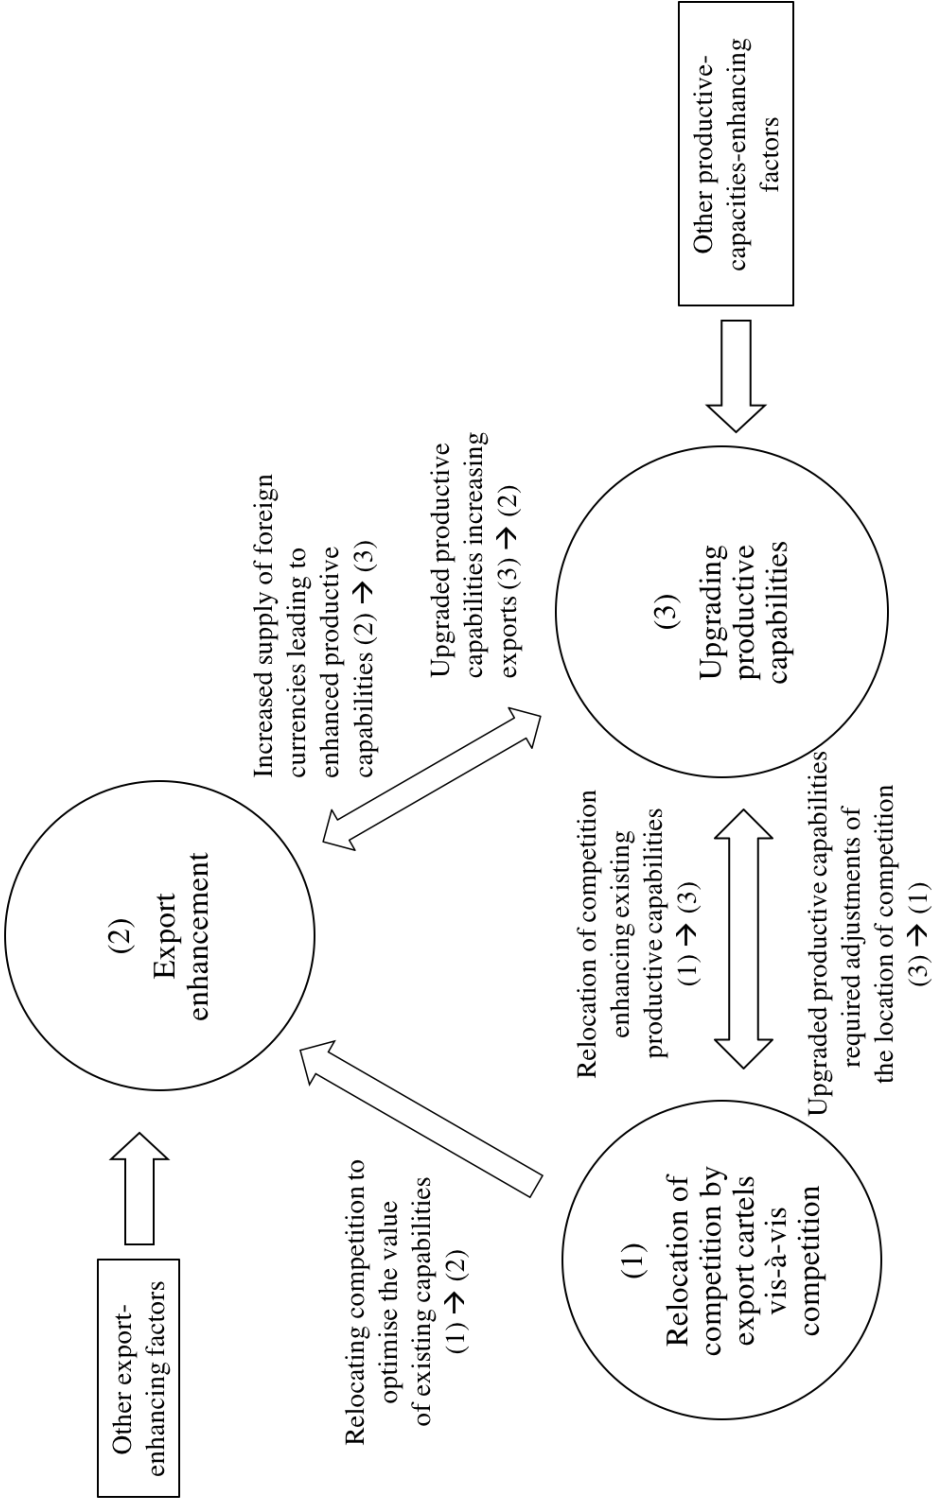 Other export-
enhancing factors
(2)
Export
enhancement
Increased supply of foreign
currencies leading to
enhanced productive
capabilities (2) → (3)
Relocating competition to
optimise the value
of existing capabilities
(1) → (2)
Upgraded productive
capabilities increasing
exports (3) → (2)
(1)
Relocation of
competition by
export cartels
vis-à-vis
competition
Relocation of competition
enhancing existing
productive capabilities
(1) → (3)
Upgraded productive capabilities
required adjustments of
the location of competition
(3) → (1)
(3)
Upgrading
productive
capabilities
Other productive-
capacities-enhancing
factors